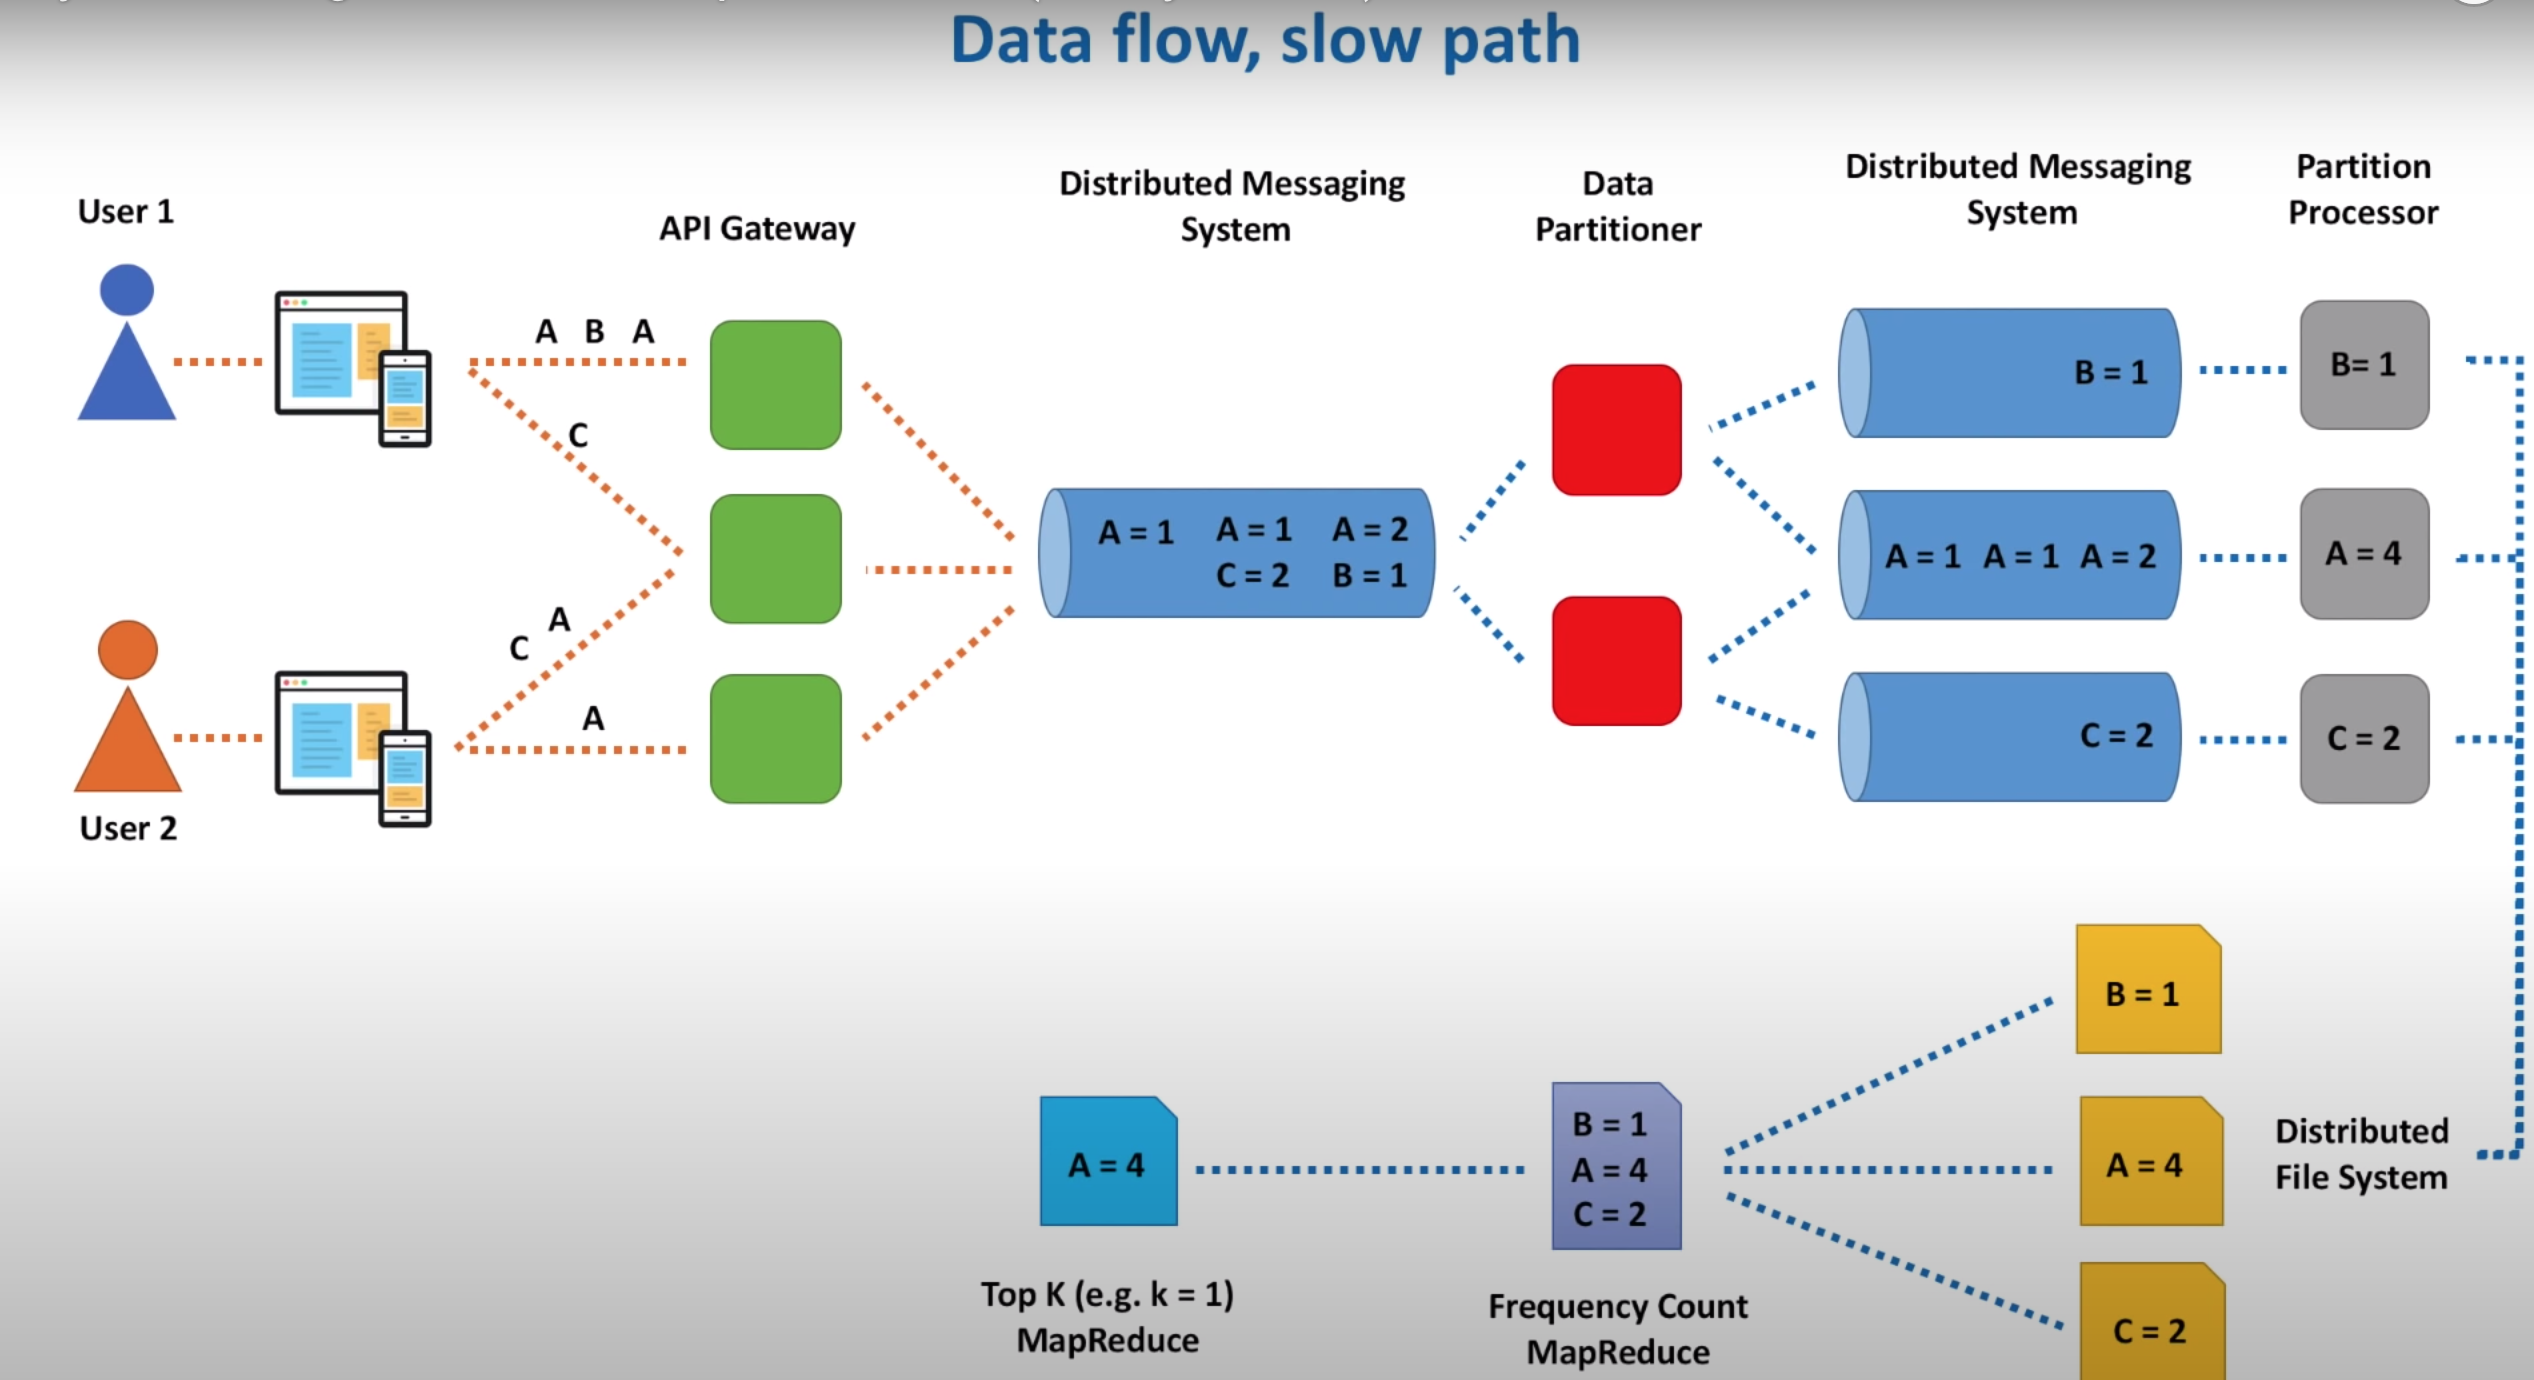 Data flow, slow path
User 1
API Gateway
Distributed Messaging
System
Data
Partitioner
Distributed Messaging
System
Partition
Processor
A B A
C
C A
A
User 2
A = 1 A = 1 A = 2
C = 2 B = 1
B = 1
A = 1 A = 1 A = 2
C = 2
B= 1
A = 4
C = 2
B = 1
A = 4
C = 2
Distributed
File System
B = 1
A = 4
C = 2
Frequency Count
MapReduce
A = 4
Top K (e.g. k = 1)
MapReduce